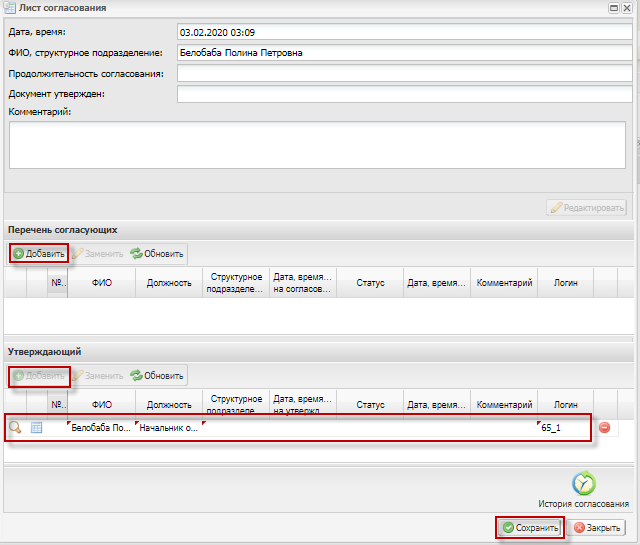 Лист согласования
Дата, время: 03.02.2020 03:09
ФИО, структурное подразделение: Белобаба Полина Петровна
Продолжительность согласования:
Документ утвержден:
Комментарий:
Редактировать
Перечень согласующих
Добавить Заменить Обновить
№.. ФИО Должность Структурное подразделе... Дата, время... на согласов... Статус Дата, время... Комментарий Логин
Утверждающий
Добавить Заменить Обновить
№.. ФИО Должность Структурное подразделе... Дата, время... на утвержд... Статус Дата, время... Комментарий Логин
Белобаба По... Начальник о... 65_1
История согласования
Сохранить Закрыть